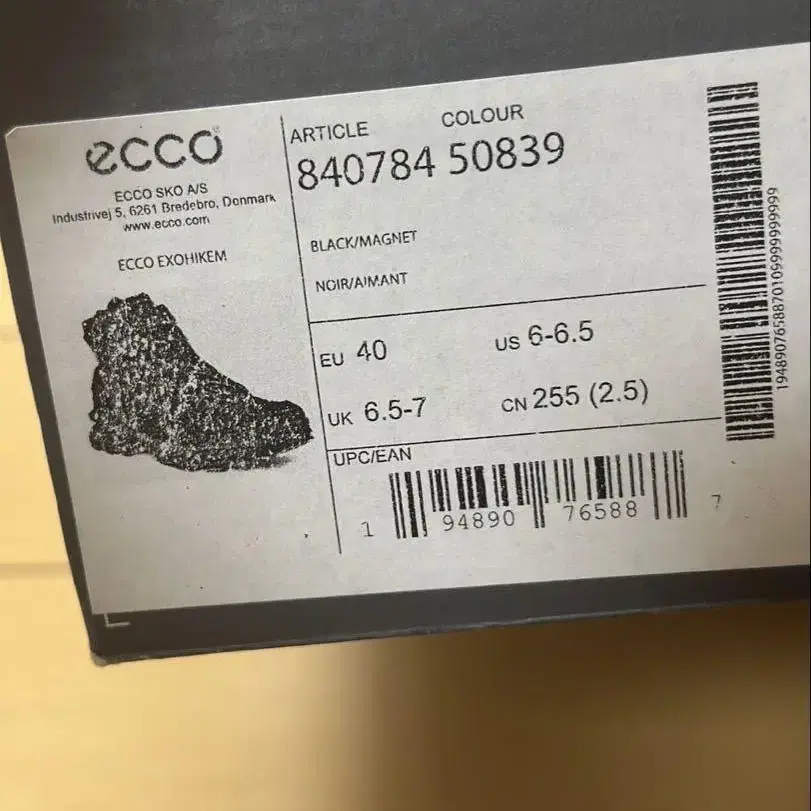 ecco
ECCO SKO A/S
Industrivej 5, 6261 Bredebro, Denmark
www.ecco.com
ECCO EXOHIKEM
ARTICLE COLOUR
840784 50839
BLACK/MAGNET
NOIR/AIMANT
EU 40 US 6-6.5
UK 6.5-7 CN 255 (2.5)
UPC/EAN
1 94890 76588 7